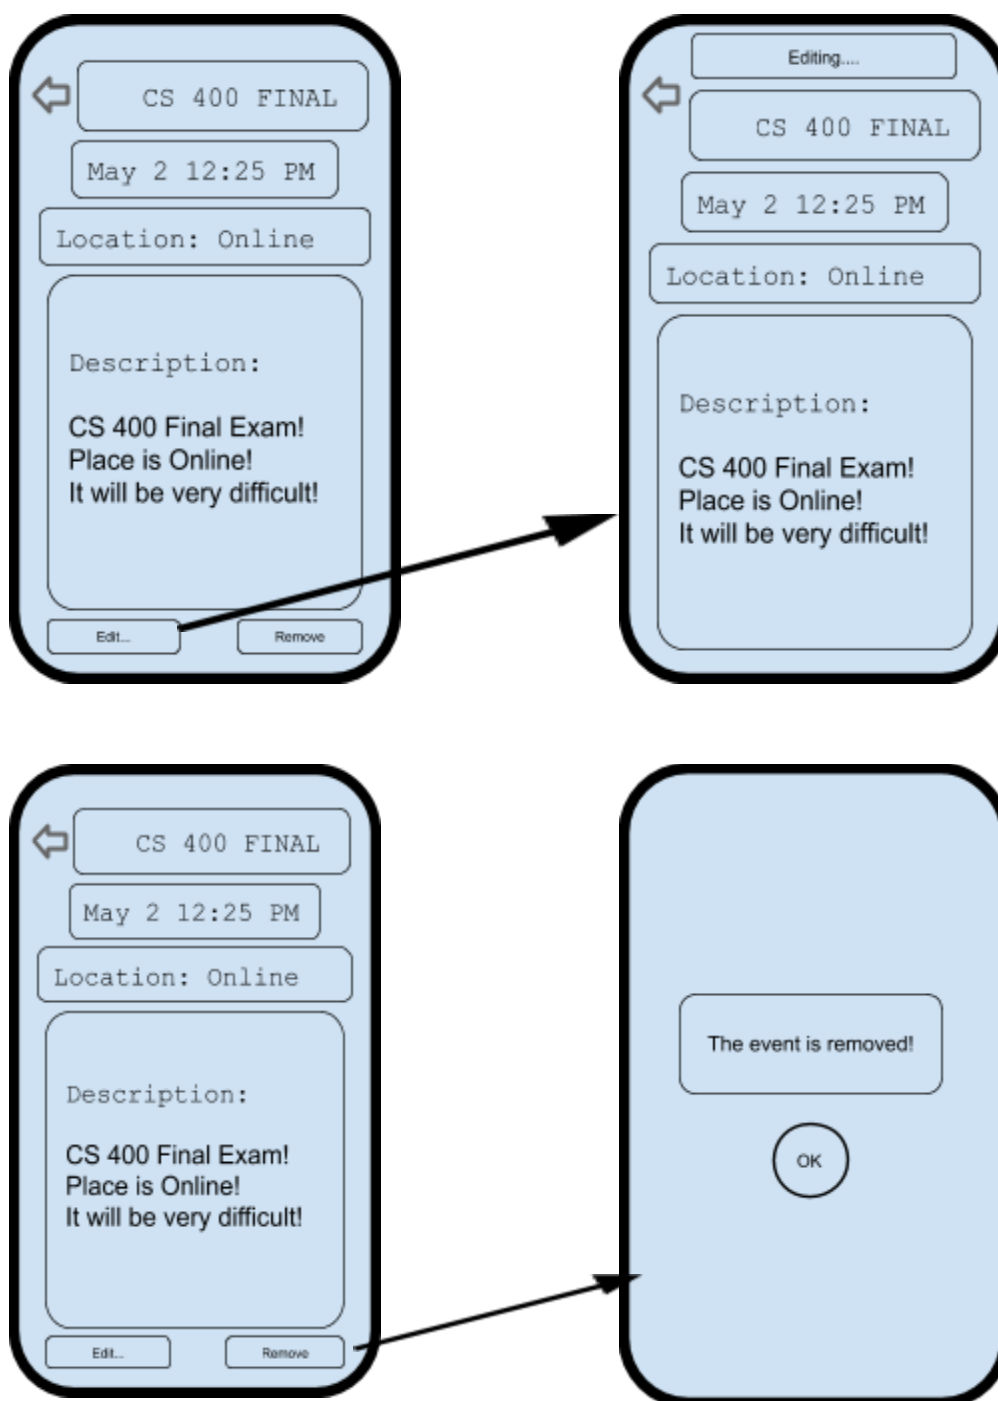 CS 400 FINAL
May 2 12:25 PM
Location: Online
Description:
CS 400 Final Exam!
Place is Online!
It will be very difficult!
Edit...
Remove
Editing....
CS 400 FINAL
May 2 12:25 PM
Location: Online
Description:
CS 400 Final Exam!
Place is Online!
It will be very difficult!
CS 400 FINAL
May 2 12:25 PM
Location: Online
Description:
CS 400 Final Exam!
Place is Online!
It will be very difficult!
Edit...
Remove
The event is removed!
OK